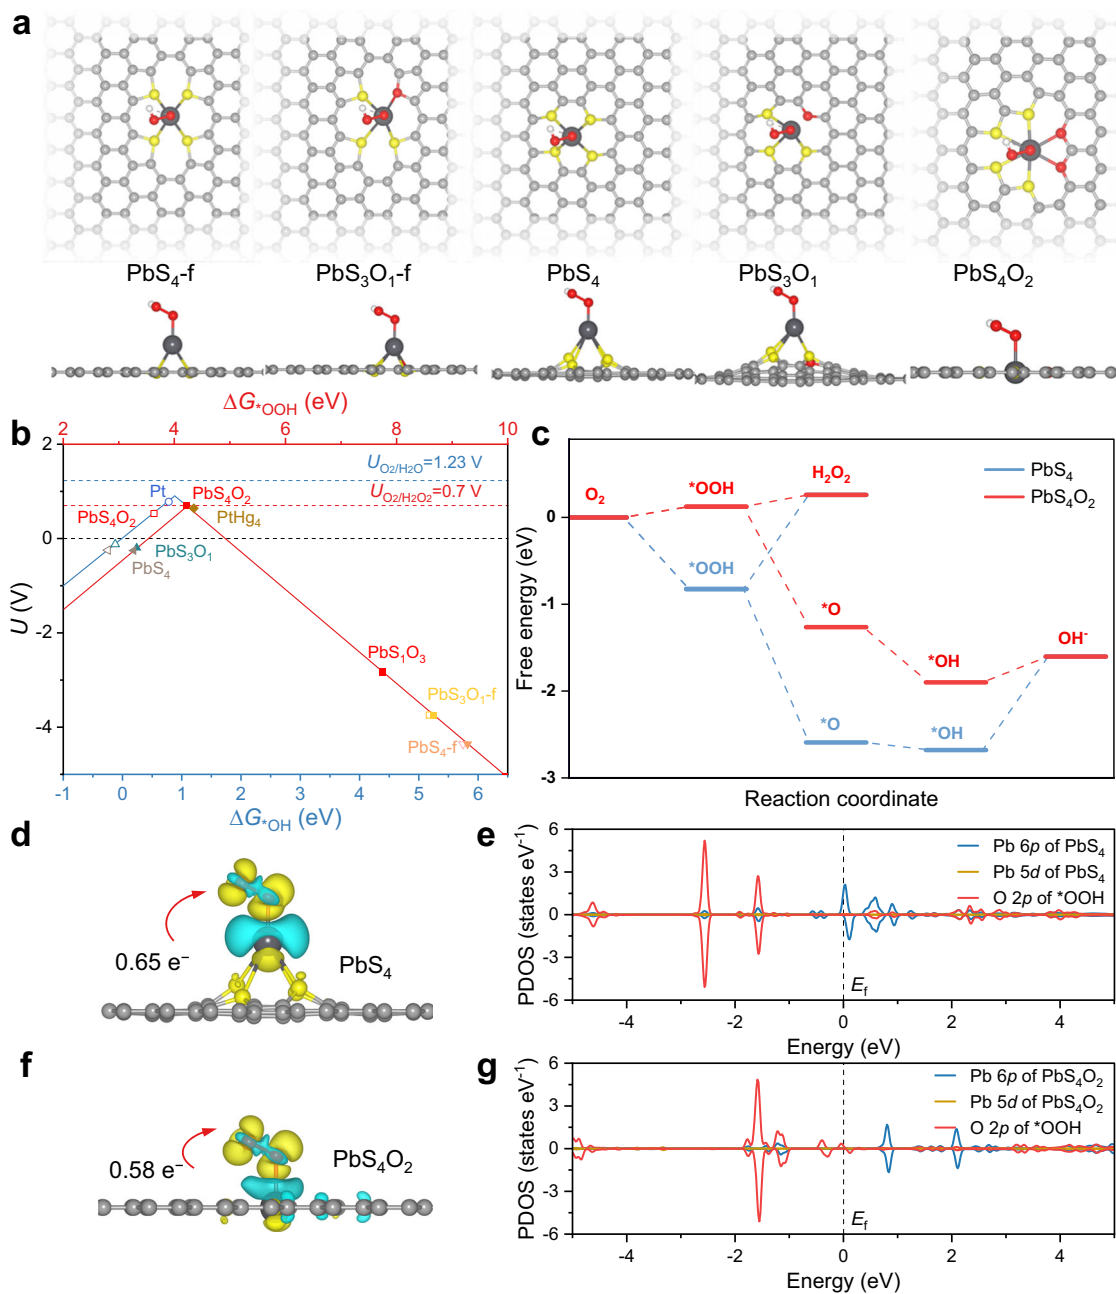 a
PbS₄-f
PbS₃O₁-f
PbS₄
PbS₃O₁
PbS₄O₂
b
ΔG*OOH (eV)
2 4 6 8 10
U_O₂/H₂O=1.23 V
U_O₂/H₂O₂=0.7 V
Pt
PbS₄O₂
PbS₄O₂
PtHg₄
PbS₃O₁
PbS₄
PbS₁O₃
PbS₃O₁-f
PbS₄-f
U (V)
2
0
-2
-4
-1 0 1 2 3 4 5 6
ΔG*OH (eV)
c
PbS₄
PbS₄O₂
O₂
*OOH
H₂O₂
*OOH
*O
*OH
OH⁻
*O
*OH
Free energy (eV)
0
-1
-2
-3
Reaction coordinate
d
0.65 e⁻
PbS₄
e
Pb 6p of PbS₄
Pb 5d of PbS₄
O 2p of *OOH
PDOS (states eV⁻¹)
6
3
0
-3
-6
E_f
-4 -2 0 2 4
Energy (eV)
f
0.58 e⁻
PbS₄O₂
g
Pb 6p of PbS₄O₂
Pb 5d of PbS₄O₂
O 2p of *OOH
PDOS (states eV⁻¹)
6
3
0
-3
-6
E_f
-4 -2 0 2 4
Energy (eV)